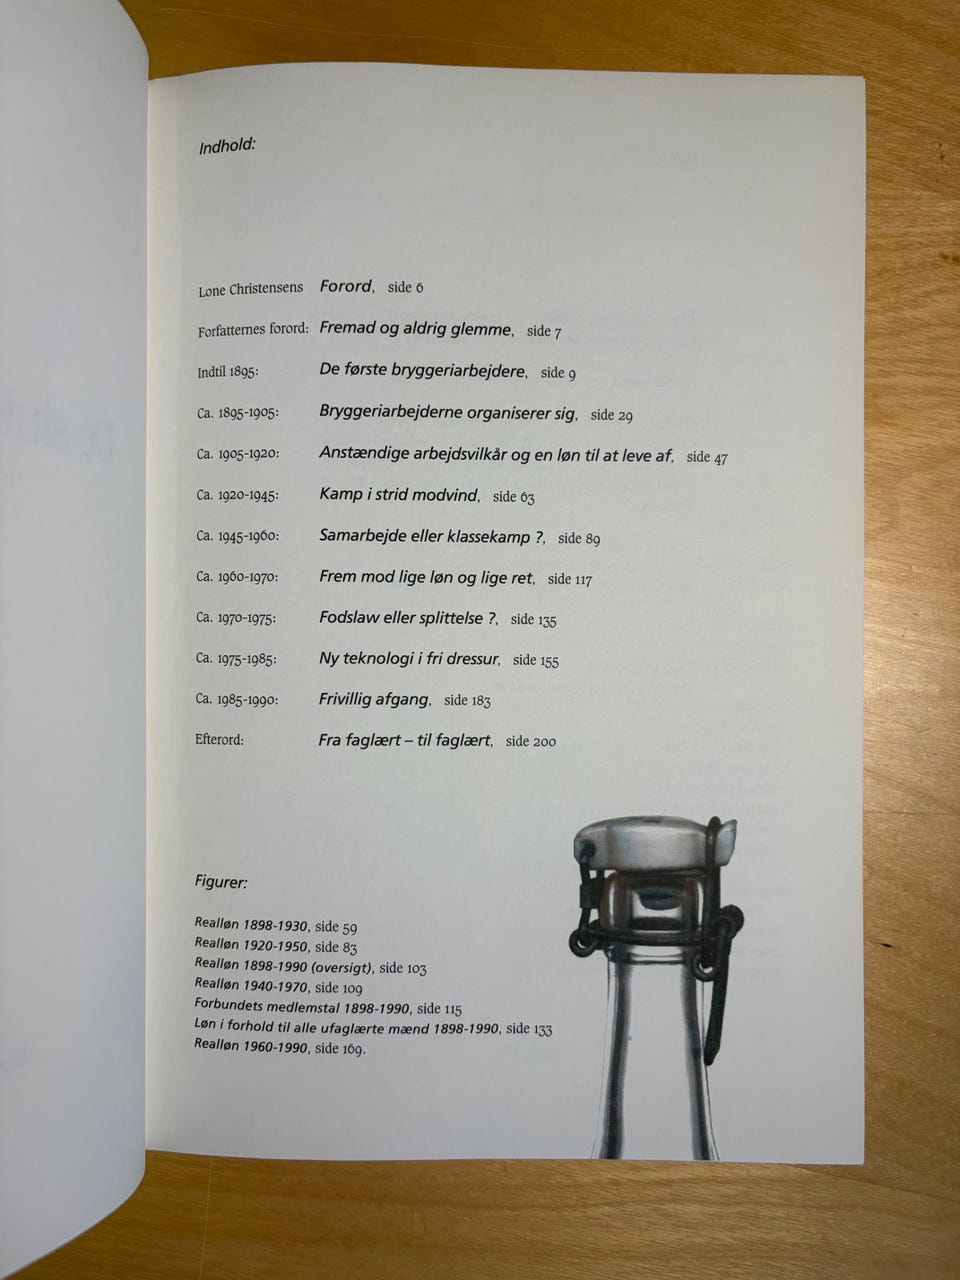 Indhold:
Lone Christensens Forord, side 6
Forfatternes forord: Fremad og aldrig glemme, side 7
Indtil 1895: De første bryggeriarbejdere, side 9
Ca. 1895-1905: Bryggeriarbejderne organiserer sig, side 29
Ca. 1905-1920: Anstændige arbejdsvilkår og en løn til at leve af, side 47
Ca. 1920-1945: Kamp i strid modvind, side 63
Ca. 1945-1960: Samarbejde eller klassekamp ?, side 89
Ca. 1960-1970: Frem mod lige løn og lige ret, side 117
Ca. 1970-1975: Fodslaw eller splittelse ?, side 135
Ca. 1975-1985: Ny teknologi i fri dressur, side 155
Ca. 1985-1990: Frivillig afgang, side 183
Efterord: Fra faglært – til faglært, side 200
Figurer:
Realløn 1898-1930, side 59
Realløn 1920-1950, side 83
Realløn 1898-1990 (oversigt), side 103
Realløn 1940-1970, side 109
Forbundets medlemstal 1898-1990, side 115
Løn i forhold til alle ufaglærte mænd 1898-1990, side 133
Realløn 1960-1990, side 169.